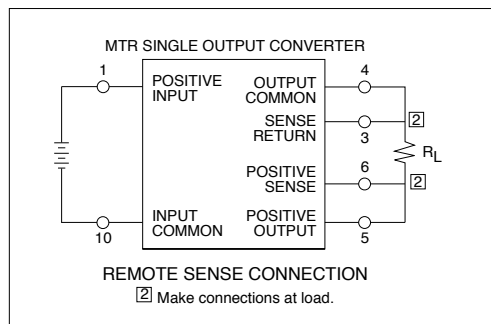 MTR SINGLE OUTPUT CONVERTER
1
POSITIVE
INPUT
OUTPUT
COMMON
4
SENSE
RETURN
3
2
R_L
POSITIVE
SENSE
6
2
INPUT
COMMON
10
POSITIVE
OUTPUT
5
REMOTE SENSE CONNECTION
2 Make connections at load.